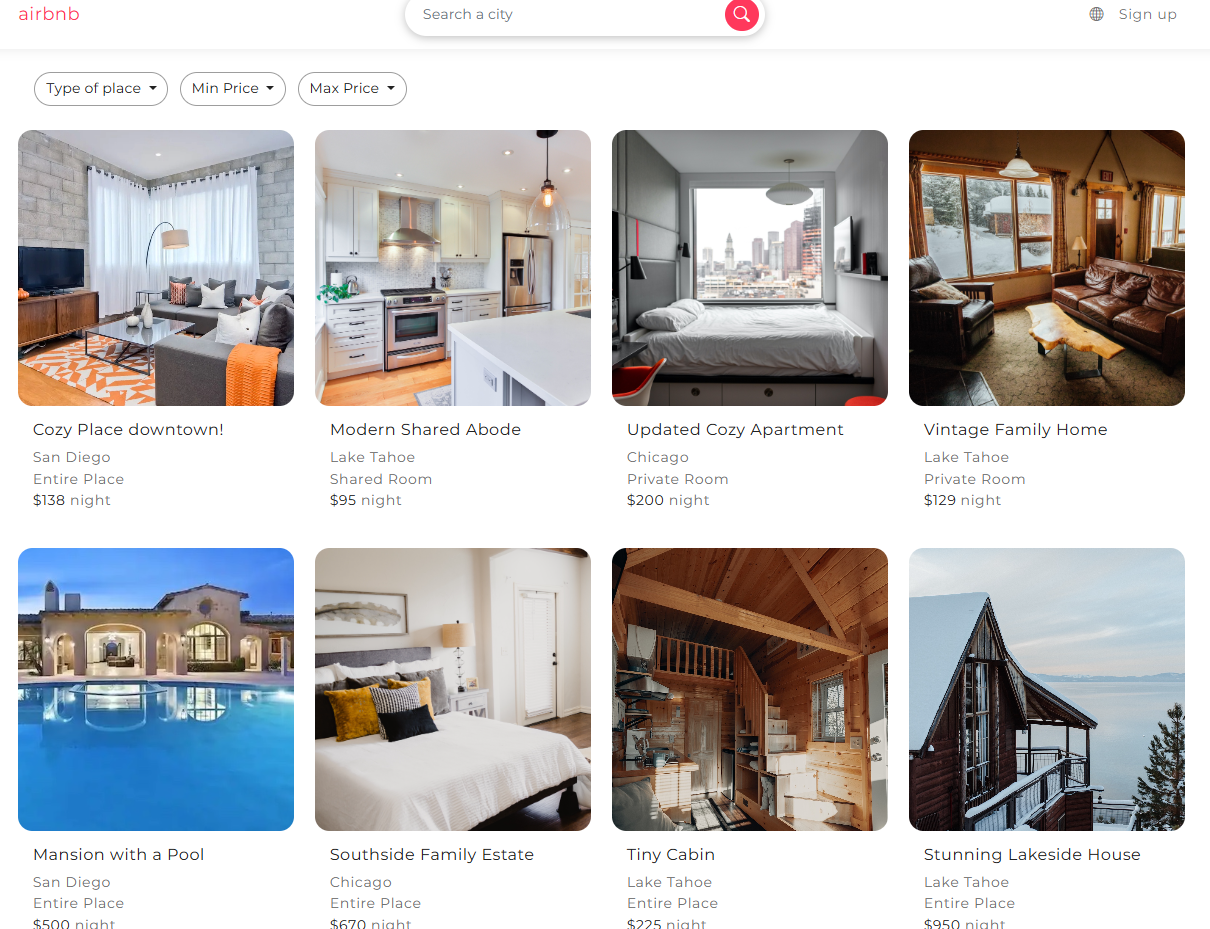 airbnb
Search a city
Sign up
Type of place
Min Price
Max Price
Cozy Place downtown!
San Diego
Entire Place
$138 night
Modern Shared Abode
Lake Tahoe
Shared Room
$95 night
Updated Cozy Apartment
Chicago
Private Room
$200 night
Vintage Family Home
Lake Tahoe
Private Room
$129 night
Mansion with a Pool
San Diego
Entire Place
$500 night
Southside Family Estate
Chicago
Entire Place
$670 night
Tiny Cabin
Lake Tahoe
Entire Place
$225 night
Stunning Lakeside House
Lake Tahoe
Entire Place
$950 night